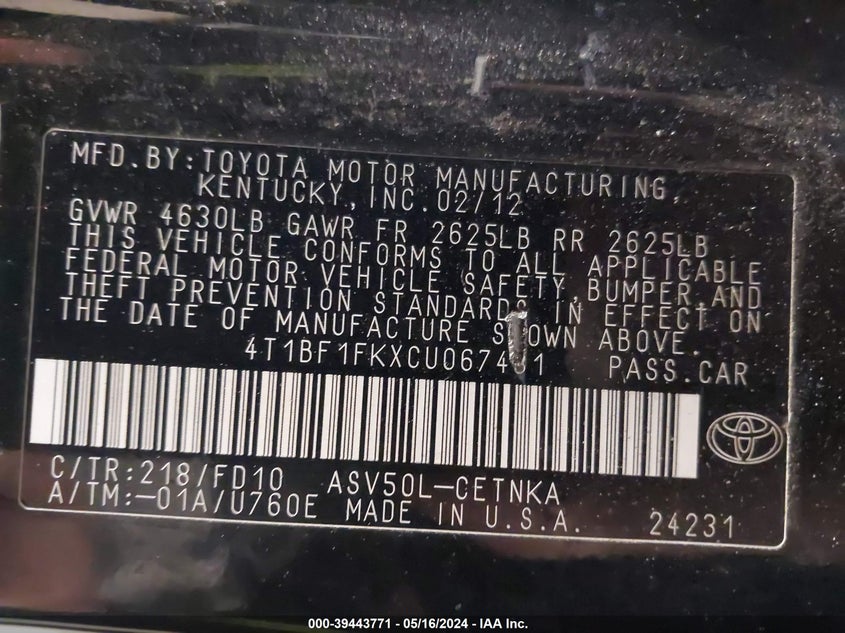 MFD.BY:TOYOTA MOTOR MANUFACTURING,
KENTUCKY,INC.02/12
GVWR 4630LB GAWR FR 2625LB RR 2625LB
THIS VEHICLE CONFORMS TO ALL APPLICABLE
FEDERAL MOTOR VEHICLE SAFETY,BUMPER,AND
THEFT PREVENTION STANDARDS IN EFFECT ON
THE DATE OF MANUFACTURE SHOWN ABOVE.
PASS.CAR
C/TR:218/FD10 ASV50L-CETNKA
A/TM:-01A/U760E MADE IN U.S.A. 24231
000-39443771 - 05/16/2024 - IAA Inc.